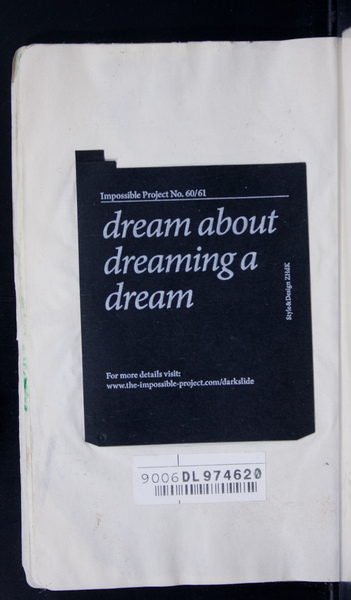 Impossible Project No. 60/61
dream about
dreaming a
dream
Style&Design ZHdK
For more details visit:
www.the-impossible-project.com/darkslide
9006DL974620